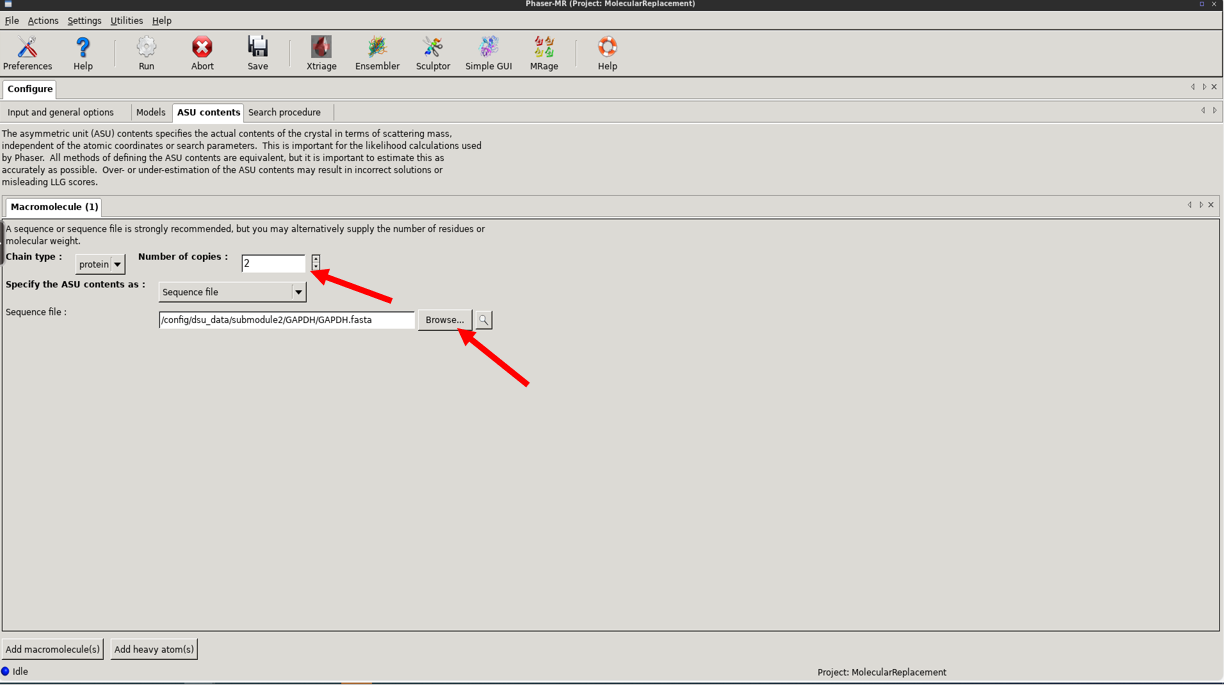 Phaser-MR (Project: MolecularReplacement)
File Actions Settings Utilities Help
Preferences Help Run Abort Save Xtriage Ensembler Sculptor Simple GUI MRage Help
Configure
Input and general options Models ASU contents Search procedure
The asymmetric unit (ASU) contents specifies the actual contents of the crystal in terms of scattering mass,
independent of the atomic coordinates or search parameters.  This is important for the likelihood calculations used
by Phaser.  All methods of defining the ASU contents are equivalent, but it is important to estimate this as
accurately as possible.  Over- or under-estimation of the ASU contents may result in incorrect solutions or
misleading LLG scores.
Macromolecule (1)
A sequence or sequence file is strongly recommended, but you may alternatively supply the number of residues or
molecular weight.
Chain type : protein Number of copies : 2
Specify the ASU contents as : Sequence file
Sequence file : /config/dsu_data/submodule2/GAPDH/GAPDH.fasta Browse...
Add macromolecule(s) Add heavy atom(s)
Idle Project: MolecularReplacement